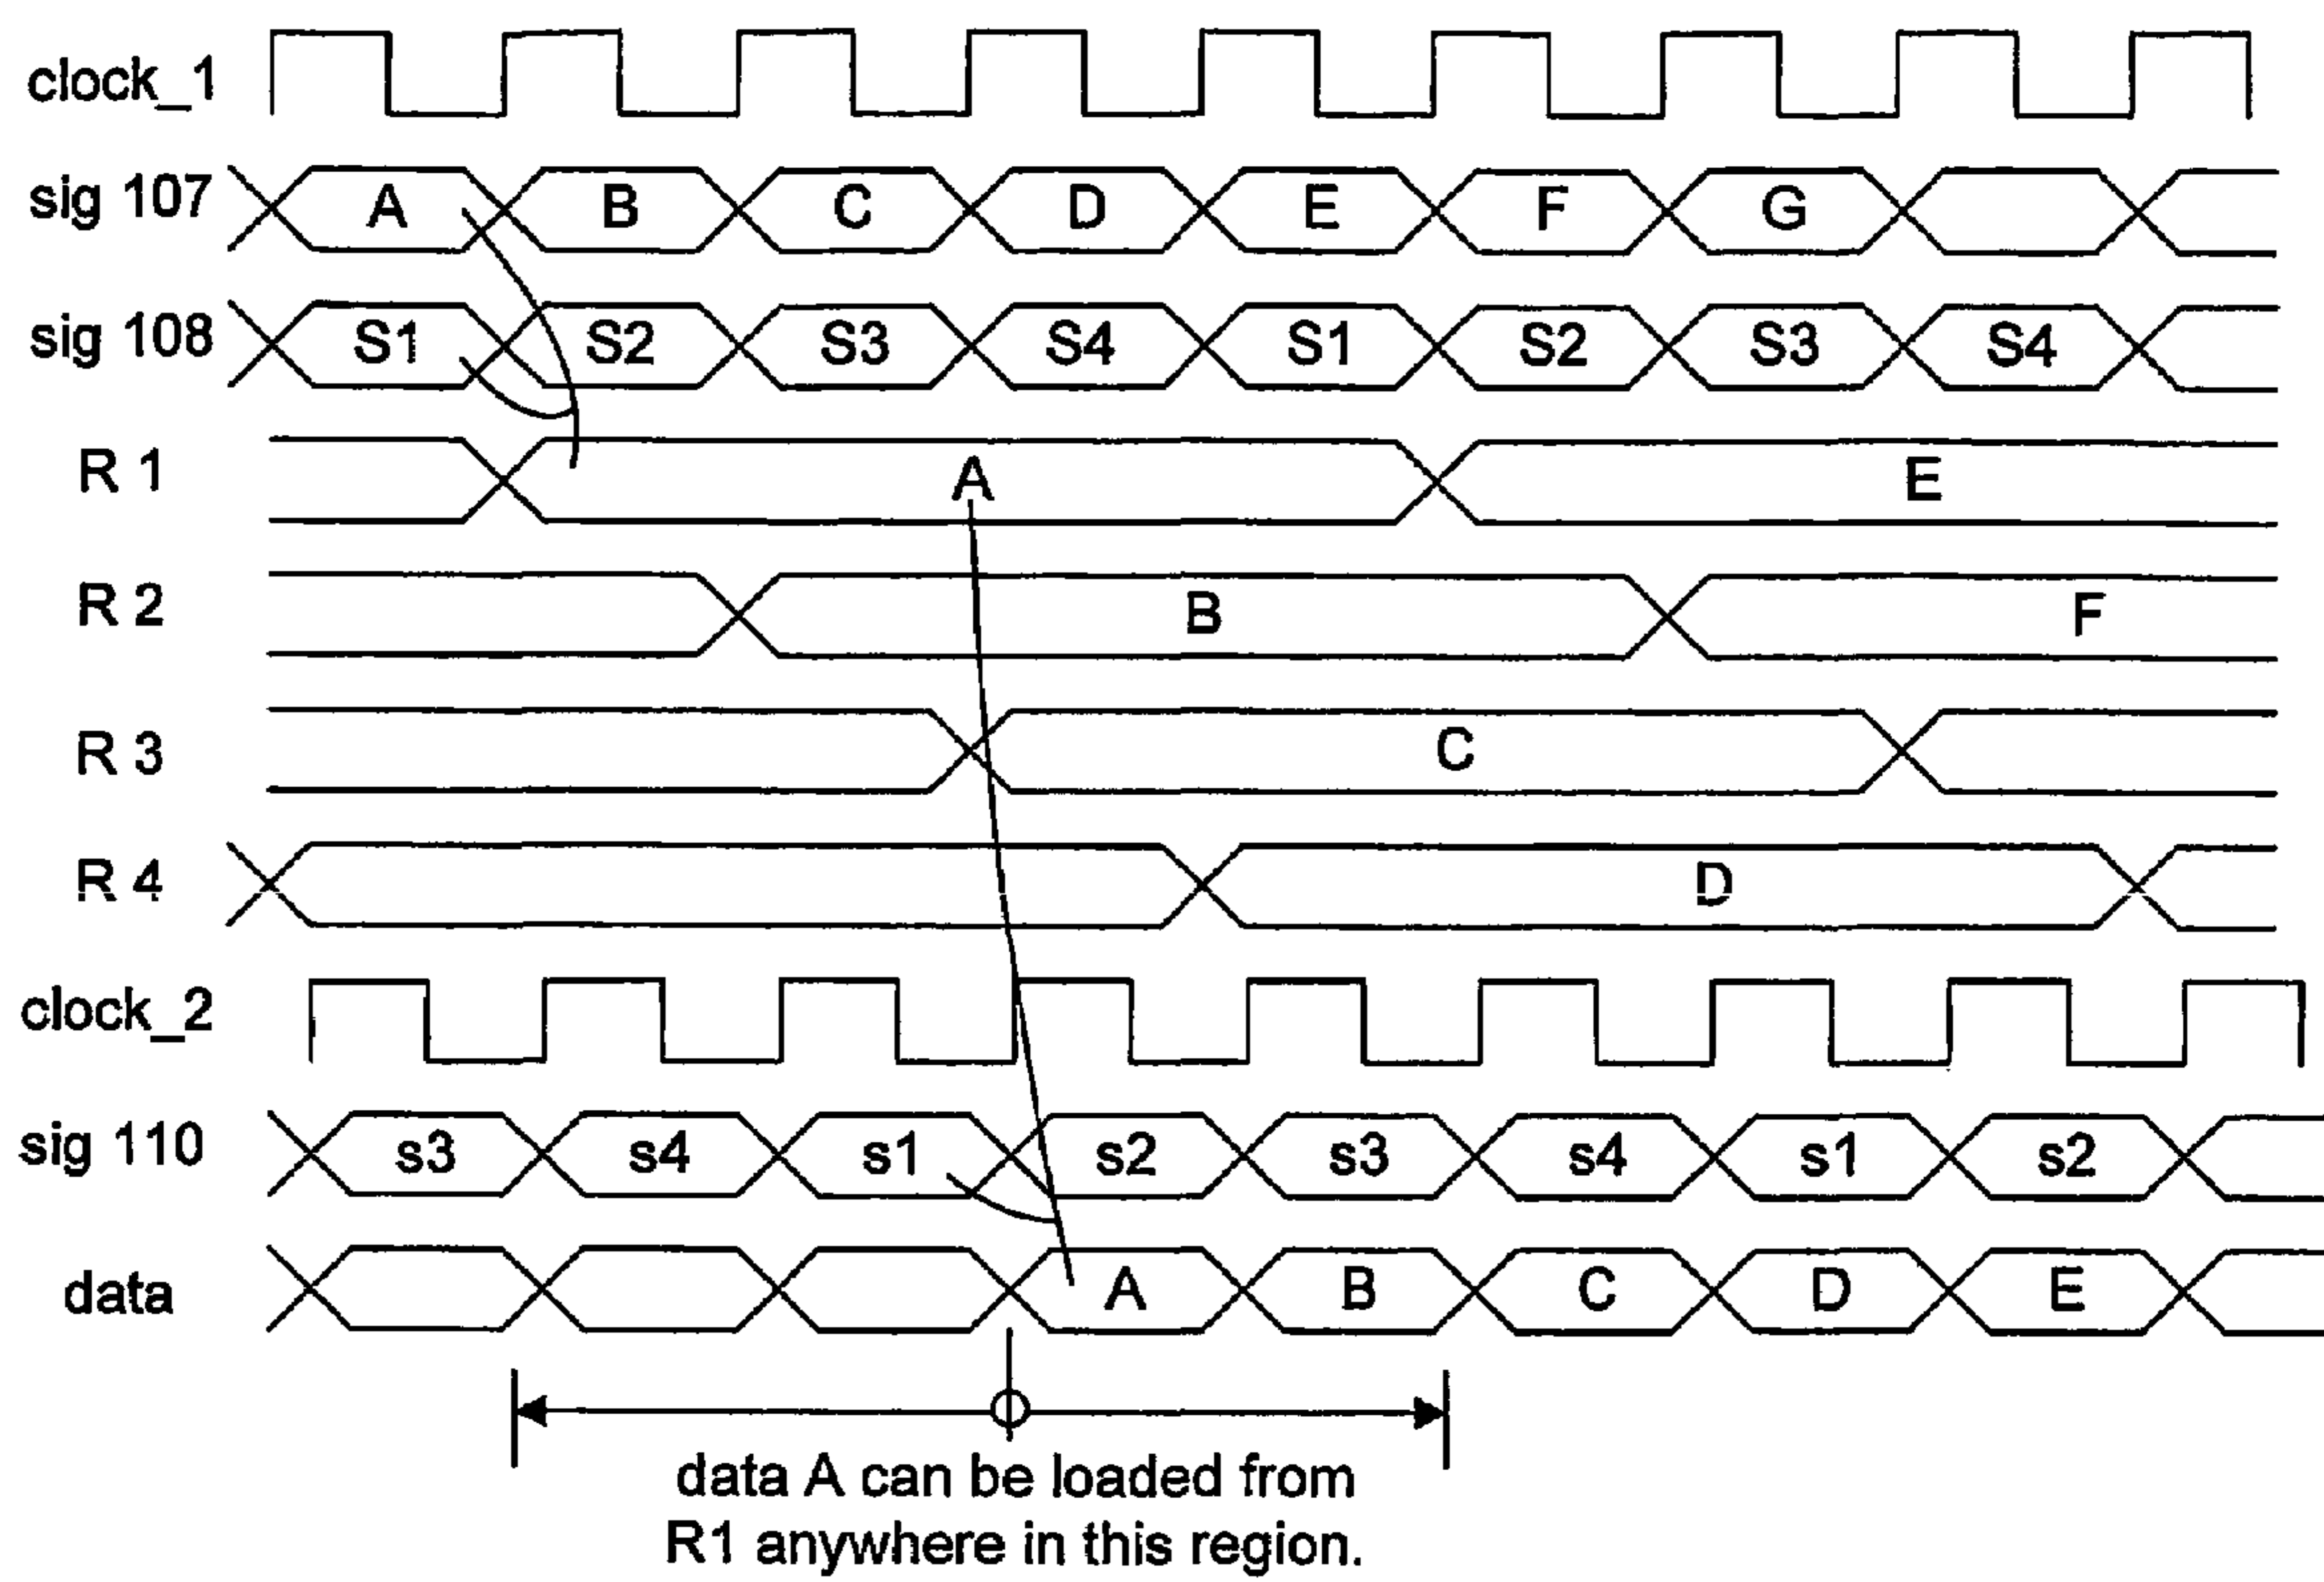 clock_1
sig 107 A B C D E F G
sig 108 S1 S2 S3 S4 S1 S2 S3 S4
R 1 A E
R 2 B F
R 3 C
R 4 D
clock_2
sig 110 s3 s4 s1 s2 s3 s4 s1 s2
data A B C D E
data A can be loaded from
R1 anywhere in this region.